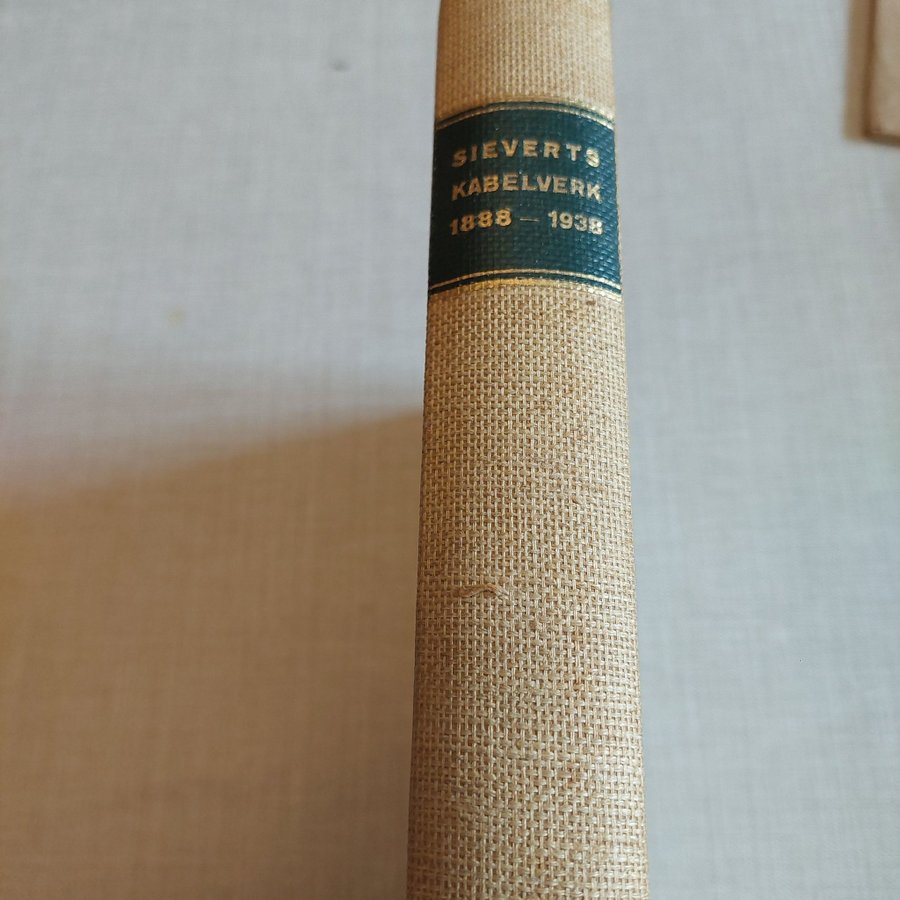 SIEVERTS
KABELVERK
1888 – 1938